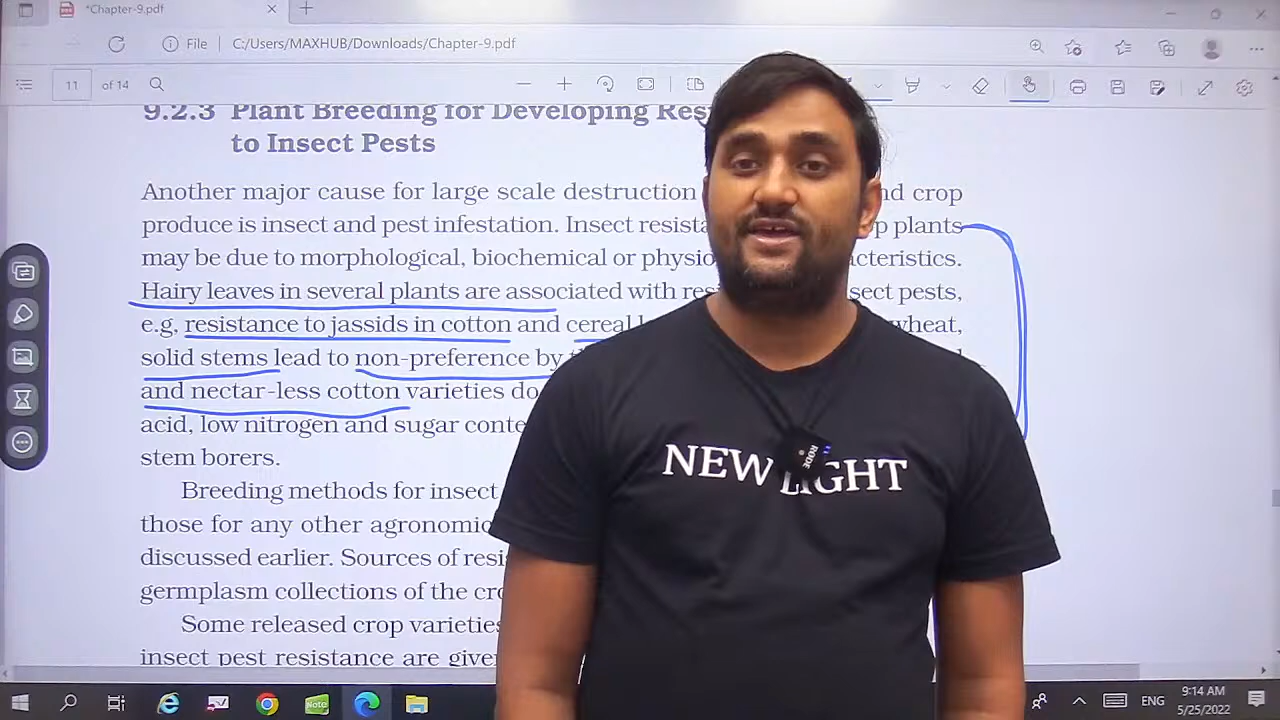 *Chapter-9.pdf
File C:/Users/MAXHUB/Downloads/Chapter-9.pdf
11 of 14
9.2.3 Plant Breeding for Developing Res
to Insect Pests
Another major cause for large scale destruction nd crop
produce is insect and pest infestation. Insect resista op plants
may be due to morphological, biochemical or physio acteristics.
Hairy leaves in several plants are associated with res sect pests,
e.g, resistance to jassids in cotton and cereal wheat,
solid stems lead to non-preference by
and nectar-less cotton varieties do
acid, low nitrogen and sugar conte
stem borers.
Breeding methods for insect
those for any other agronomic
discussed earlier. Sources of resi
germplasm collections of the cro
Some released crop varieties
insect pest resistance are given
NEW LIGHT
RODE
Note
ENG
9:14 AM
5/25/2022